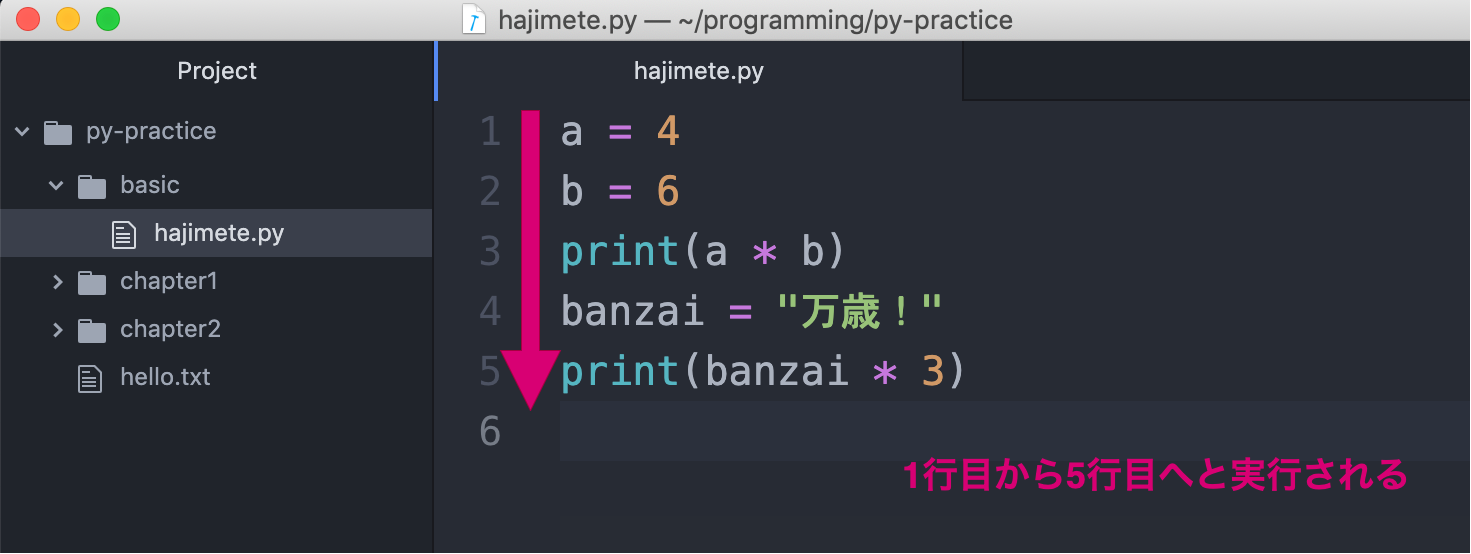 hajimete.py — ~/programming/py-practice
Project
py-practice
basic
hajimete.py
chapter1
chapter2
hello.txt
hajimete.py
1 a = 4
2 b = 6
3 print(a * b)
4 banzai = "万歳！"
5 print(banzai * 3)
6
1行目から5行目へと実行される